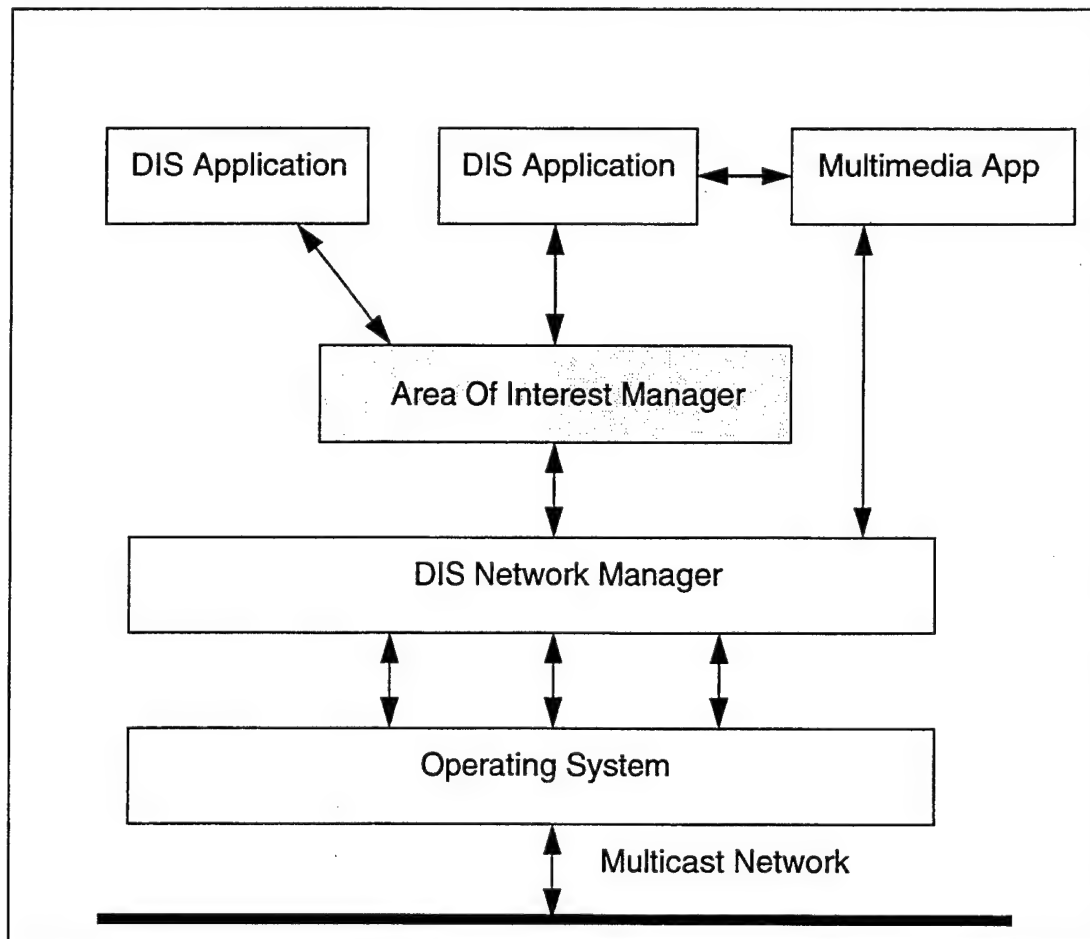 DIS Application
DIS Application
Multimedia App
Area Of Interest Manager
DIS Network Manager
Operating System
Multicast Network